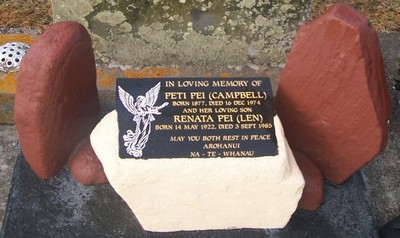 IN LOVING MEMORY OF
PETI PEI (CAMPBELL)
BORN 1877, DIED 16 DEC 1974
AND HER LOVING SON
RENATA PEI (LEN)
BORN 14 MAY 1922, DIED 3 SEPT 1985
MAY YOU BOTH REST IN PEACE
AROHANUI
NA - TE - WHANAU